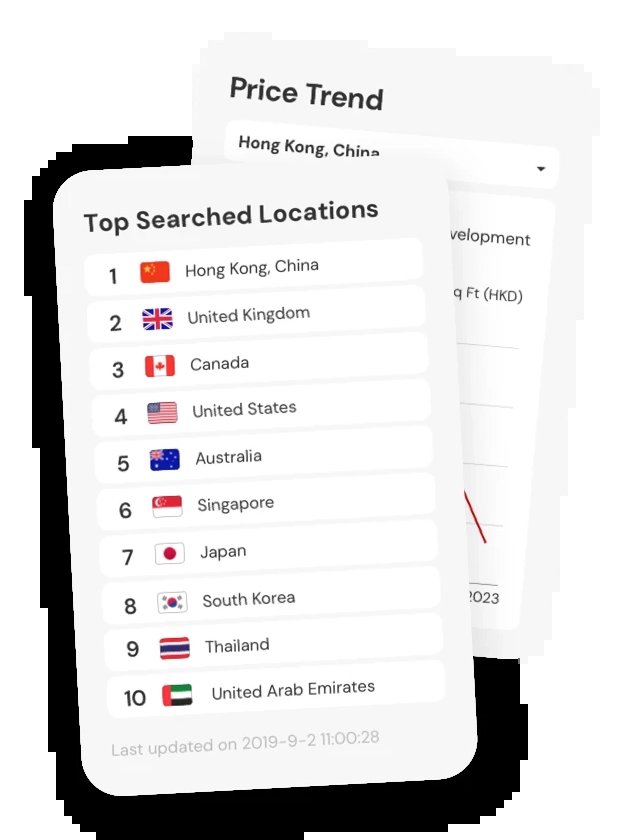 Price Trend
Hong Kong, China
velopment
q Ft (HKD)
2023
Top Searched Locations
1 Hong Kong, China
2 United Kingdom
3 Canada
4 United States
5 Australia
6 Singapore
7 Japan
8 South Korea
9 Thailand
10 United Arab Emirates
Last updated on 2019-9-2 11:00:28